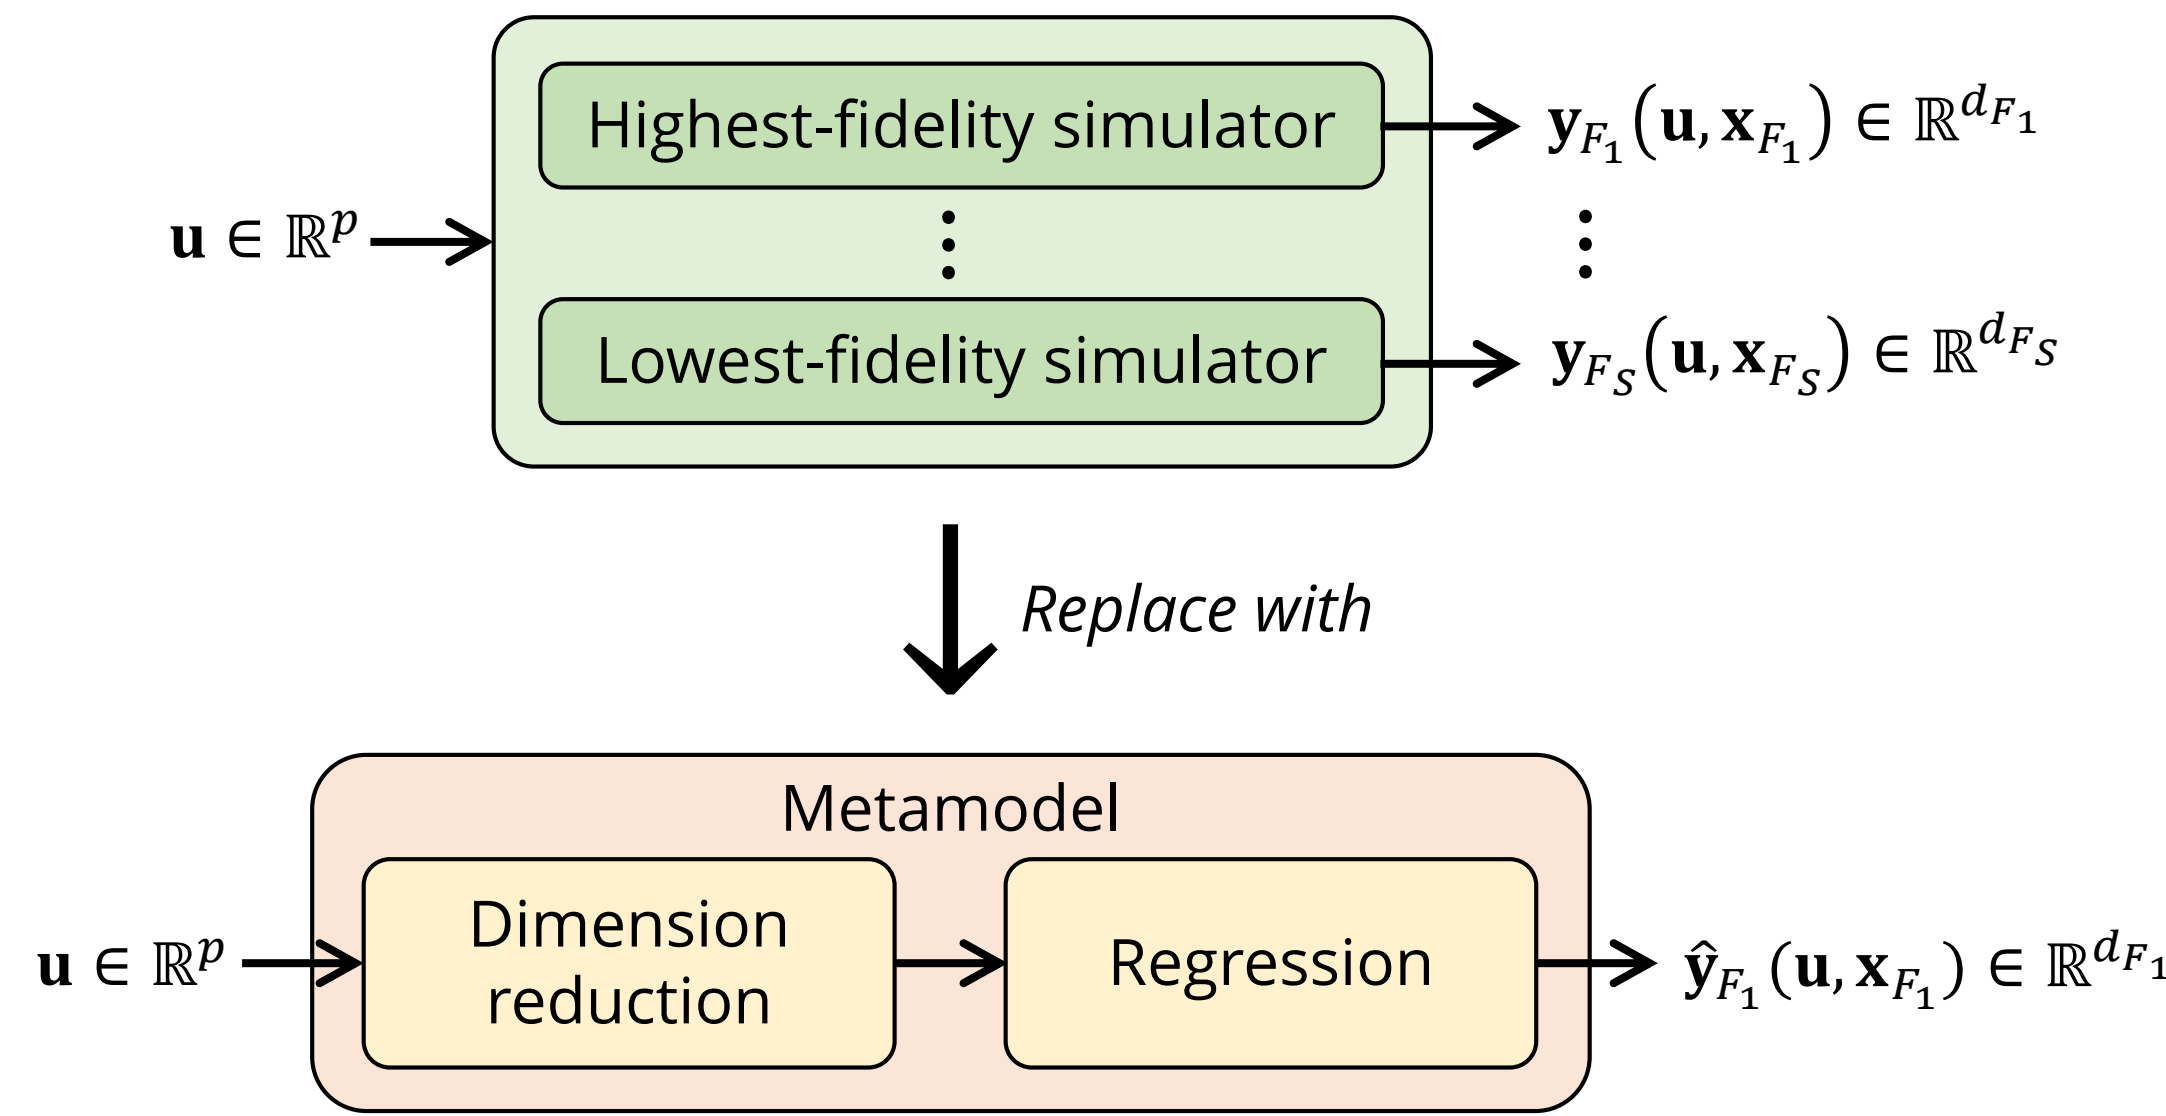 Highest-fidelity simulator
𝐲_{F_1}(𝐮, 𝐱_{F_1}) ∈ ℝ^{d_{F_1}}
𝐮 ∈ ℝ^p
⋮ ⋮
Lowest-fidelity simulator
𝐲_{F_S}(𝐮, 𝐱_{F_S}) ∈ ℝ^{d_{F_S}}
Replace with
Metamodel
𝐮 ∈ ℝ^p
Dimension
reduction
Regression
𝐲̂_{F_1}(𝐮, 𝐱_{F_1}) ∈ ℝ^{d_{F_1}}